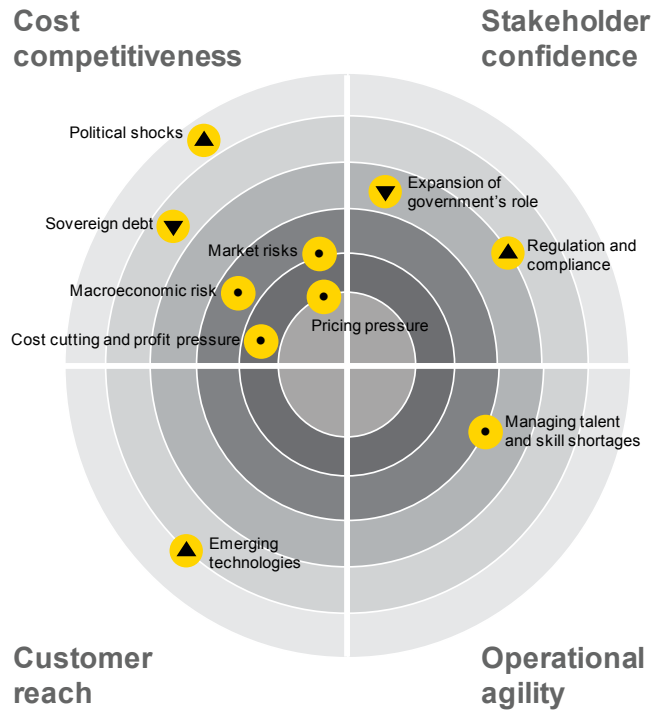 Cost
competitiveness
Stakeholder
confidence
Political shocks
Expansion of
government's role
Sovereign debt
Regulation and
compliance
Market risks
Macroeconomic risk
Pricing pressure
Cost cutting and profit pressure
Managing talent
and skill shortages
Emerging
technologies
Customer
reach
Operational
agility